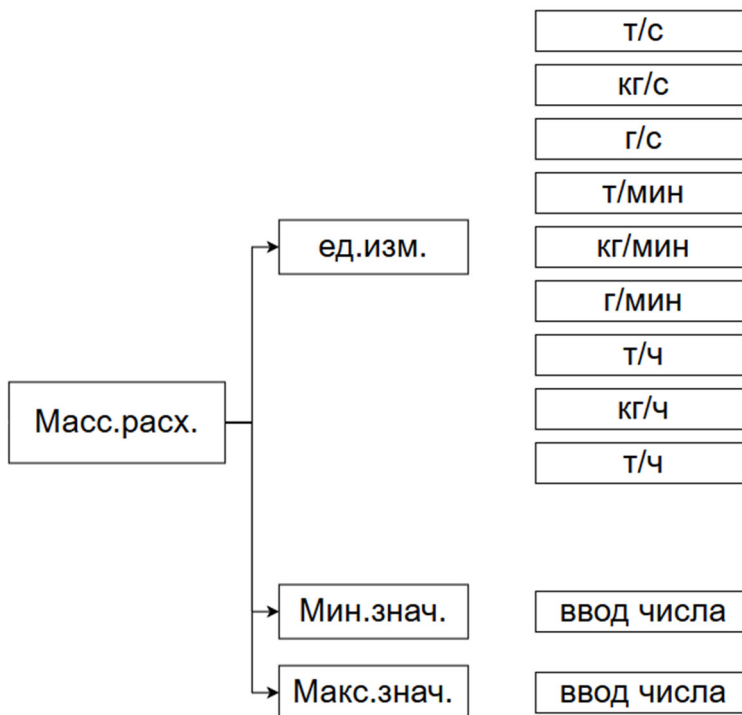 т/с
кг/с
г/с
т/мин
ед.изм.
кг/мин
г/мин
т/ч
Масс.расх.
кг/ч
т/ч
Мин.знач.
ввод числа
Макс.знач.
ввод числа